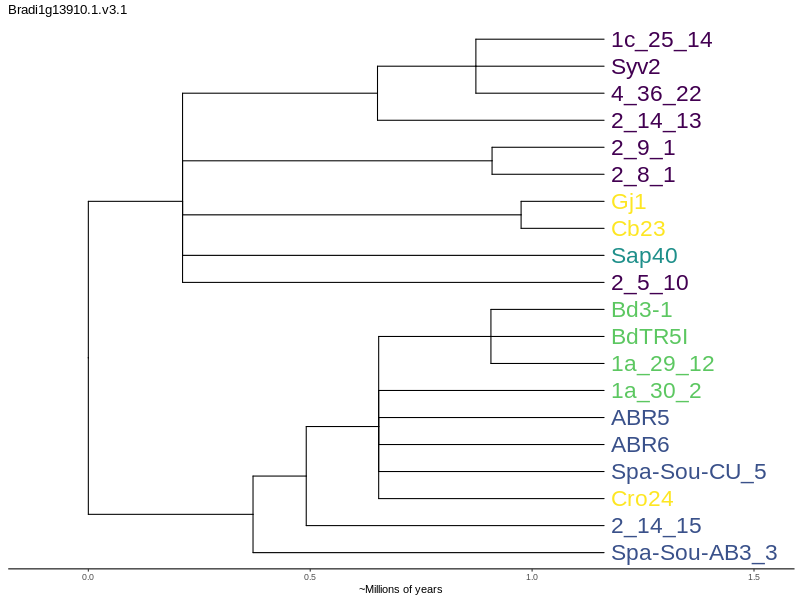 Bradi1g13910.1.v3.1
1c_25_14
Syv2
4_36_22
2_14_13
2_9_1
2_8_1
Gj1
Cb23
Sap40
2_5_10
Bd3-1
BdTR5I
1a_29_12
1a_30_2
ABR5
ABR6
Spa-Sou-CU_5
Cro24
2_14_15
Spa-Sou-AB3_3
0.0 0.5 1.0 1.5
~Millions of years